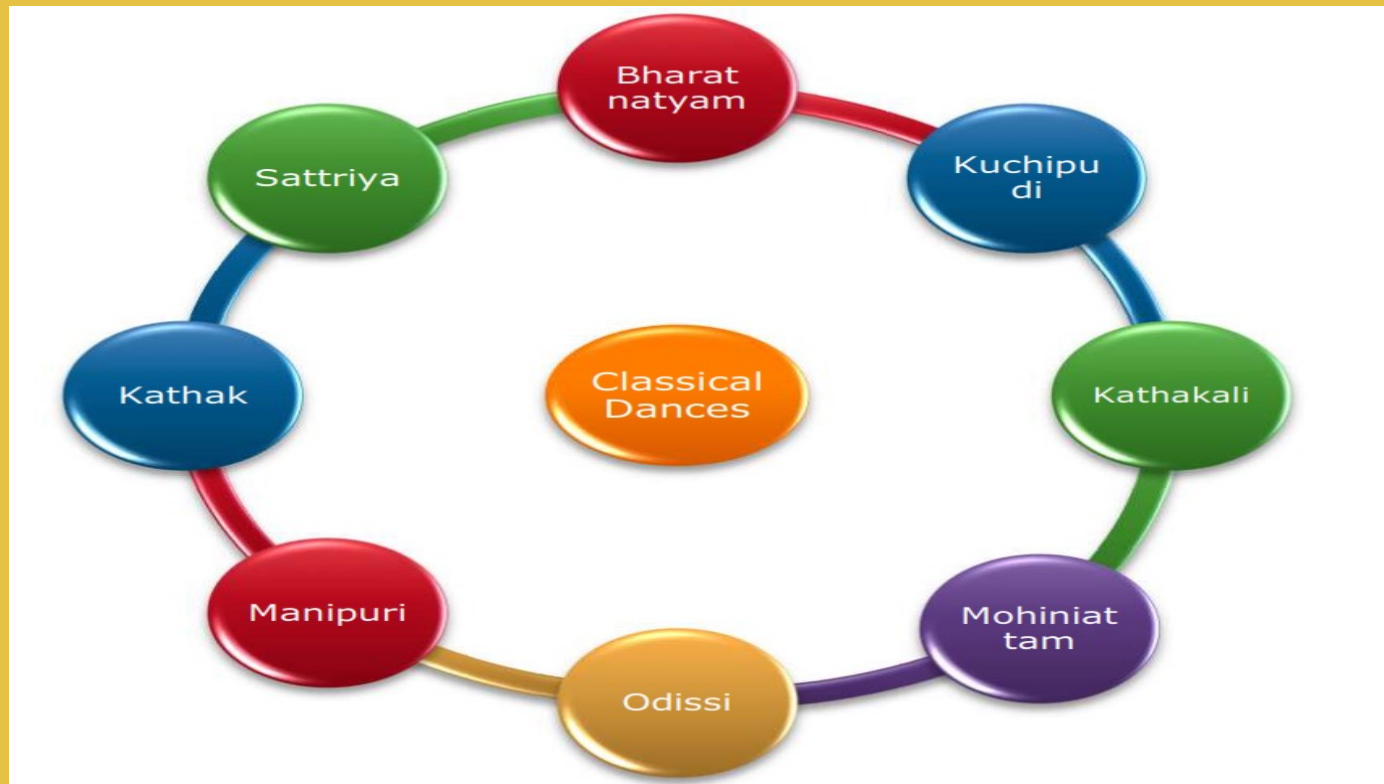 Bharat
natyam
Kuchipu
di
Kathakali
Mohiniat
tam
Odissi
Manipuri
Kathak
Sattriya
Classical
Dances